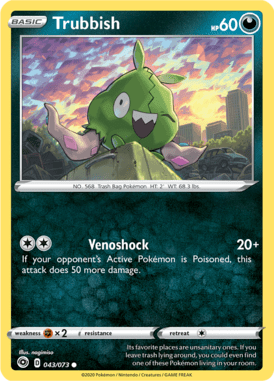 BASIC Trubbish HP60
NO. 568 Trash Bag Pokémon HT: 2' WT: 68.3 lbs.
Venoshock 20+
If your opponent's Active Pokémon is Poisoned, this
attack does 50 more damage.
weakness ×2 resistance retreat
Illus. nagimiso
D 043/073
Its favorite places are unsanitary ones. If you
leave trash lying around, you could even find
one of these Pokémon living in your room.
©2020 Pokémon / Nintendo / Creatures / GAME FREAK